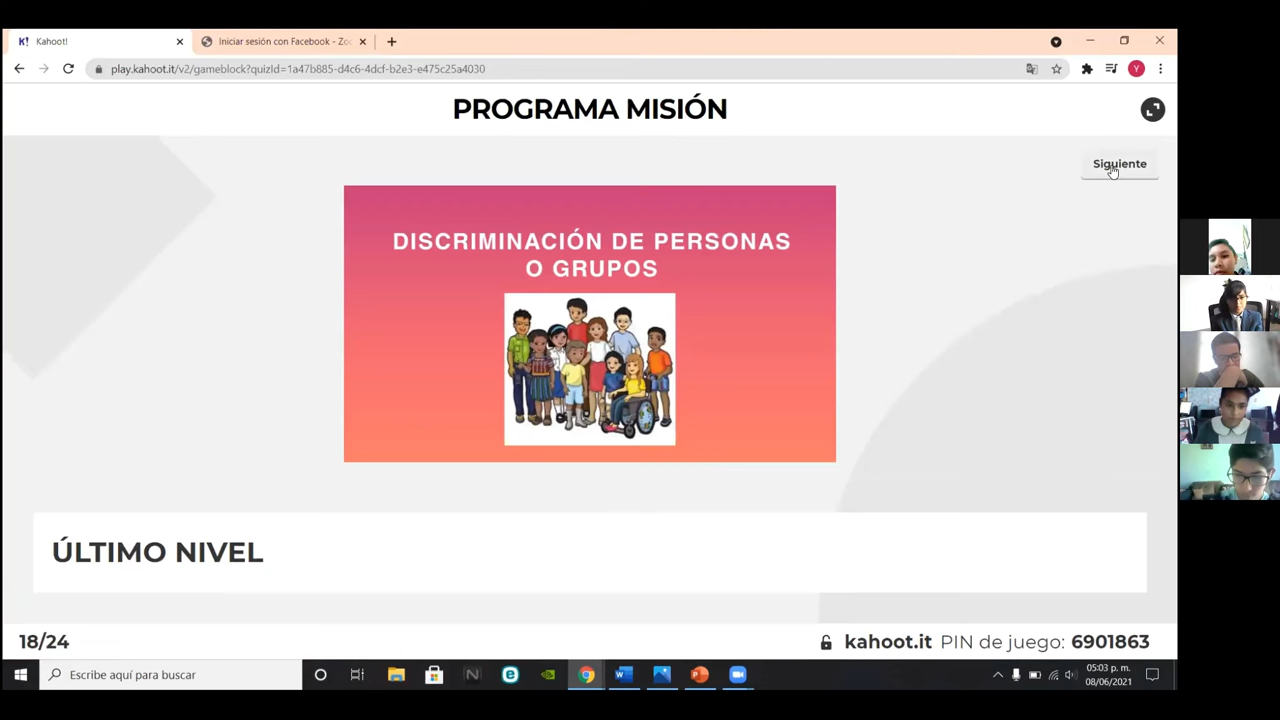 K! Kahoot!
Iniciar sesión con Facebook - Zoo
play.kahoot.it/v2/gameblock?quizId=1a47b885-d4c6-4dcf-b2e3-e475c25a4030
Y
PROGRAMA MISIÓN
Siguiente
DISCRIMINACIÓN DE PERSONAS
O GRUPOS
ÚLTIMO NIVEL
18/24
kahoot.it PIN de juego: 6901863
Escribe aquí para buscar
05:03 p. m.
08/06/2021